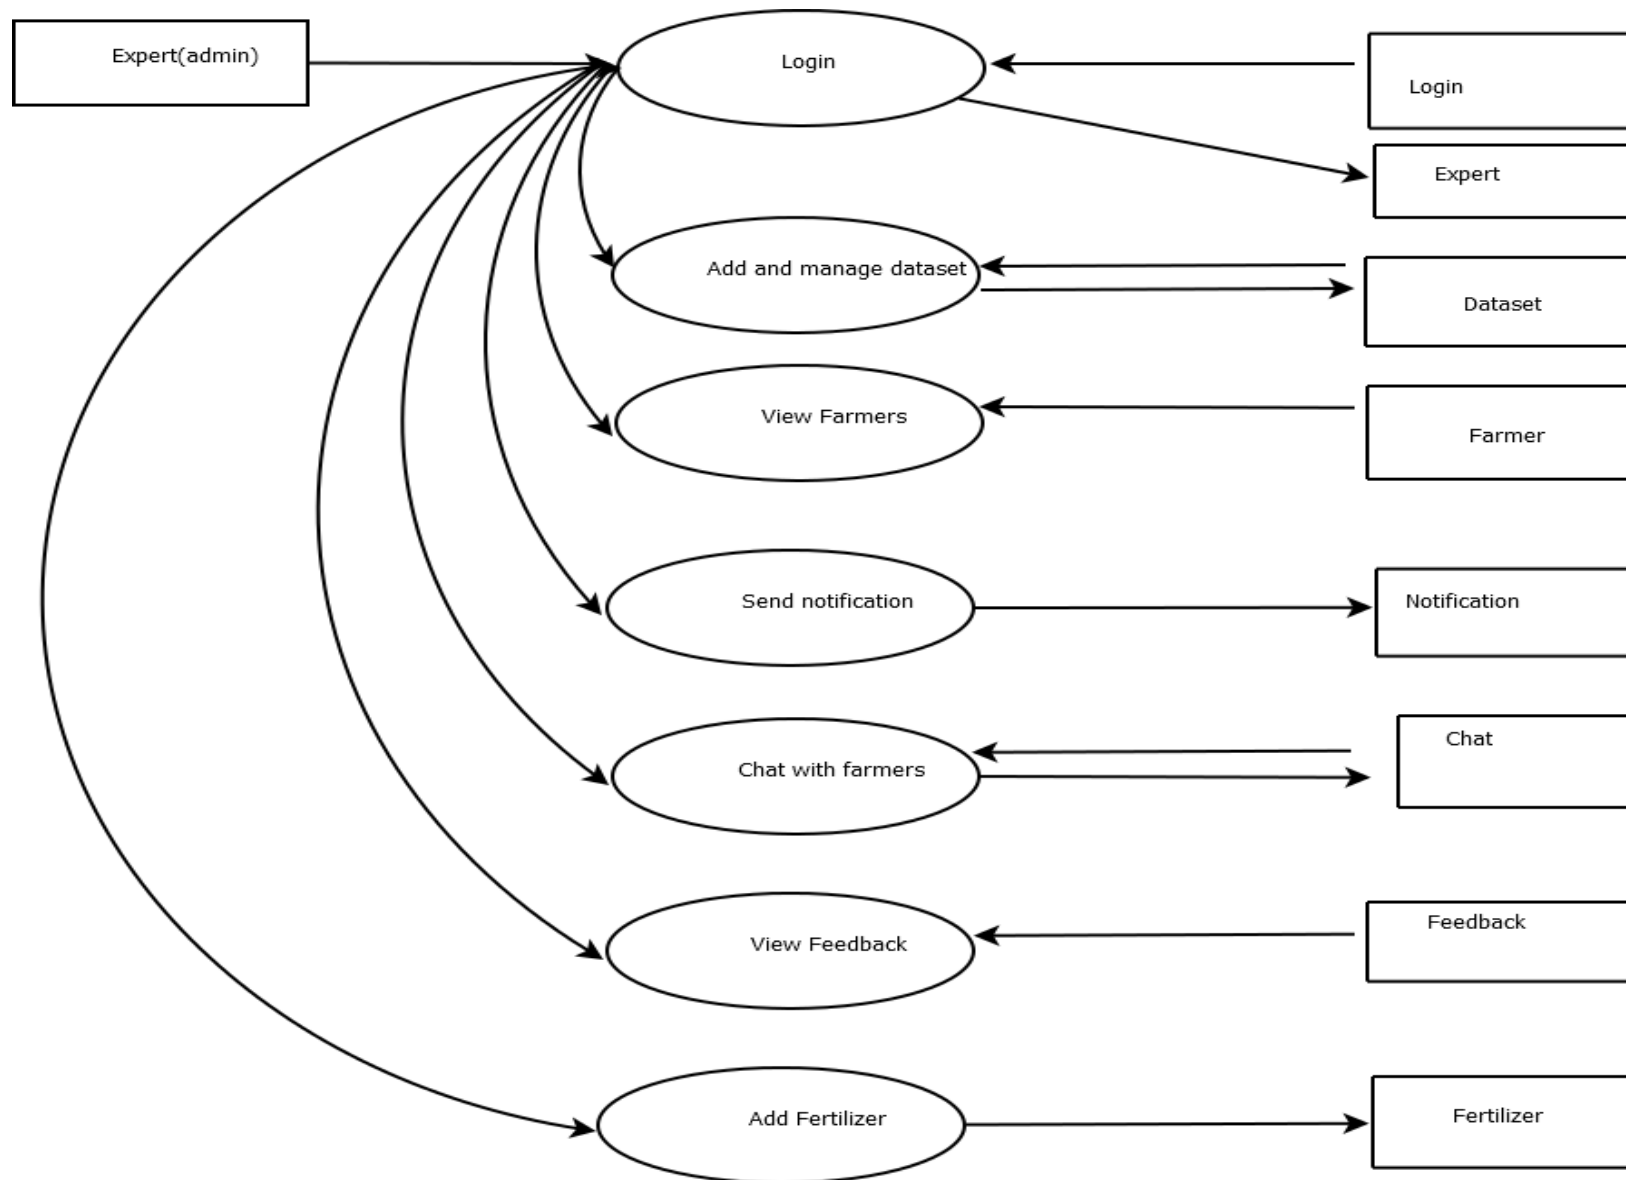 Expert(admin)
Login
Login
Expert
Add and manage dataset
Dataset
View Farmers
Farmer
Send notification
Notification
Chat with farmers
Chat
View Feedback
Feedback
Add Fertilizer
Fertilizer